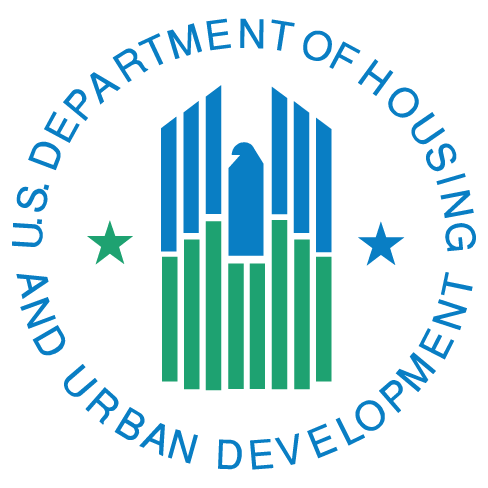 U.S. DEPARTMENT OF HOUSING
AND URBAN DEVELOPMENT